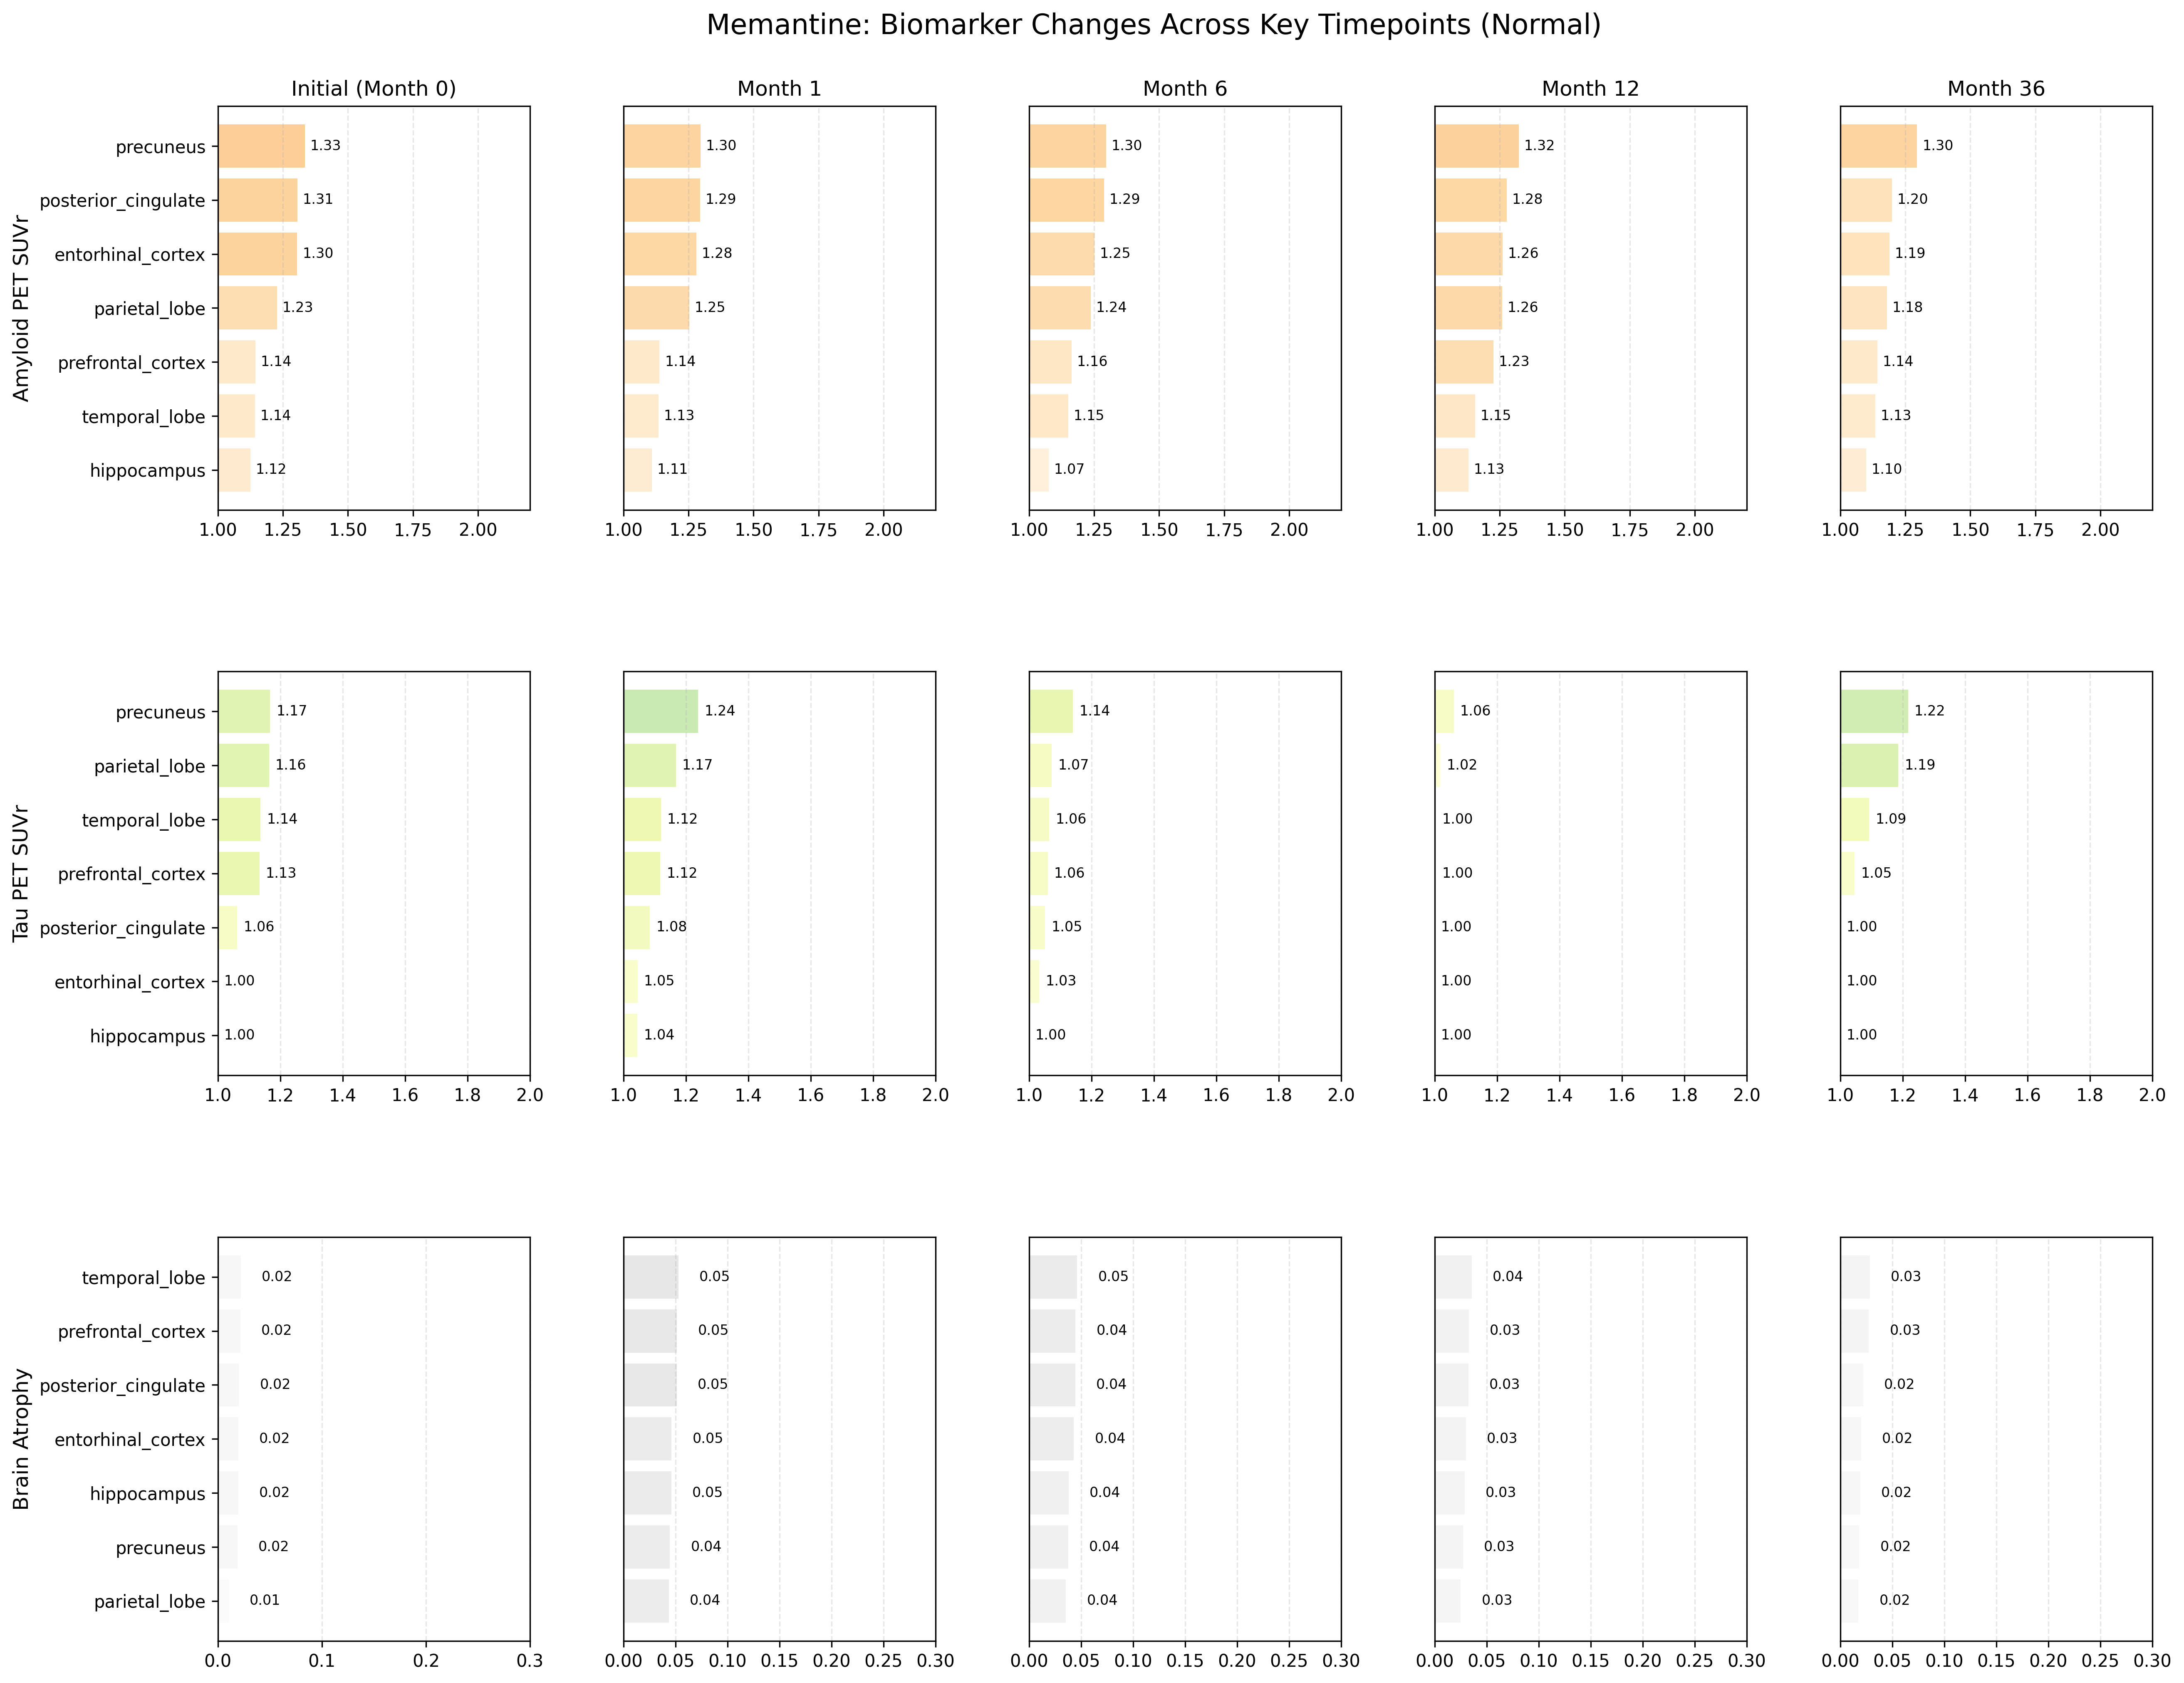 Memantine: Biomarker Changes Across Key Timepoints (Normal)
Initial (Month 0)
Month 1
Month 6
Month 12
Month 36
Amyloid PET SUVr
precuneus 1.33 1.30 1.30 1.32 1.30
posterior_cingulate 1.31 1.29 1.29 1.28 1.20
entorhinal_cortex 1.30 1.28 1.25 1.26 1.19
parietal_lobe 1.23 1.25 1.24 1.26 1.18
prefrontal_cortex 1.14 1.14 1.16 1.23 1.14
temporal_lobe 1.14 1.13 1.15 1.15 1.13
hippocampus 1.12 1.11 1.07 1.13 1.10
1.00 1.25 1.50 1.75 2.00 1.00 1.25 1.50 1.75 2.00 1.00 1.25 1.50 1.75 2.00 1.00 1.25 1.50 1.75 2.00 1.00 1.25 1.50 1.75 2.00
Tau PET SUVr
precuneus 1.17 1.24 1.14 1.06 1.22
parietal_lobe 1.16 1.17 1.07 1.02 1.19
temporal_lobe 1.14 1.12 1.06 1.00 1.09
prefrontal_cortex 1.13 1.12 1.06 1.00 1.05
posterior_cingulate 1.06 1.08 1.05 1.00 1.00
entorhinal_cortex 1.00 1.05 1.03 1.00 1.00
hippocampus 1.00 1.04 1.00 1.00 1.00
1.0 1.2 1.4 1.6 1.8 2.0 1.0 1.2 1.4 1.6 1.8 2.0 1.0 1.2 1.4 1.6 1.8 2.0 1.0 1.2 1.4 1.6 1.8 2.0 1.0 1.2 1.4 1.6 1.8 2.0
Brain Atrophy
temporal_lobe 0.02 0.05 0.05 0.04 0.03
prefrontal_cortex 0.02 0.05 0.04 0.03 0.03
posterior_cingulate 0.02 0.05 0.04 0.03 0.02
entorhinal_cortex 0.02 0.05 0.04 0.03 0.02
hippocampus 0.02 0.05 0.04 0.03 0.02
precuneus 0.02 0.04 0.04 0.03 0.02
parietal_lobe 0.01 0.04 0.04 0.03 0.02
0.0 0.1 0.2 0.3 0.00 0.05 0.10 0.15 0.20 0.25 0.30 0.00 0.05 0.10 0.15 0.20 0.25 0.30 0.00 0.05 0.10 0.15 0.20 0.25 0.30 0.00 0.05 0.10 0.15 0.20 0.25 0.30